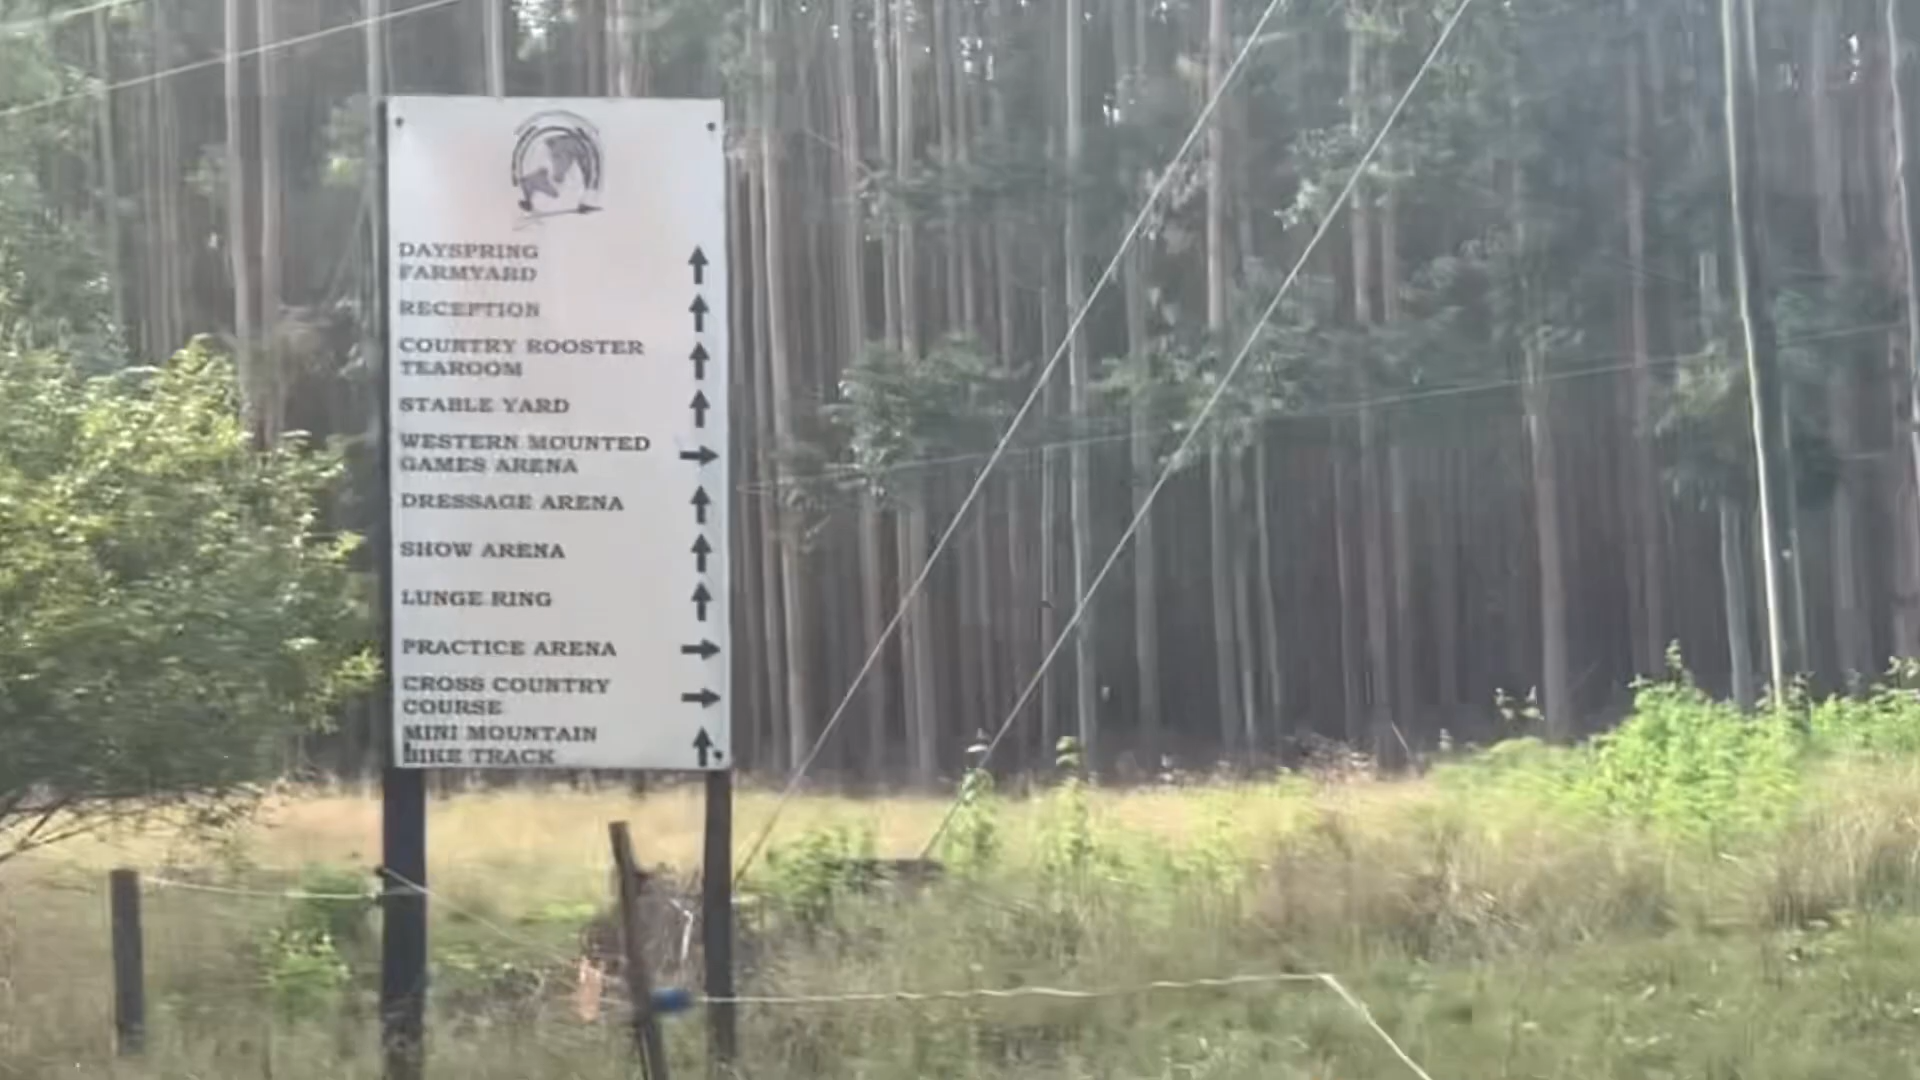 DAYSPRING
FARMYARD
RECEPTION
COUNTRY ROOSTER
TEAROOM
STABLE YARD
WESTERN MOUNTED
GAMES ARENA
DRESSAGE ARENA
SHOW ARENA
LUNGE RING
PRACTICE ARENA
CROSS COUNTRY
COURSE
MINI MOUNTAIN
BIKE TRACK